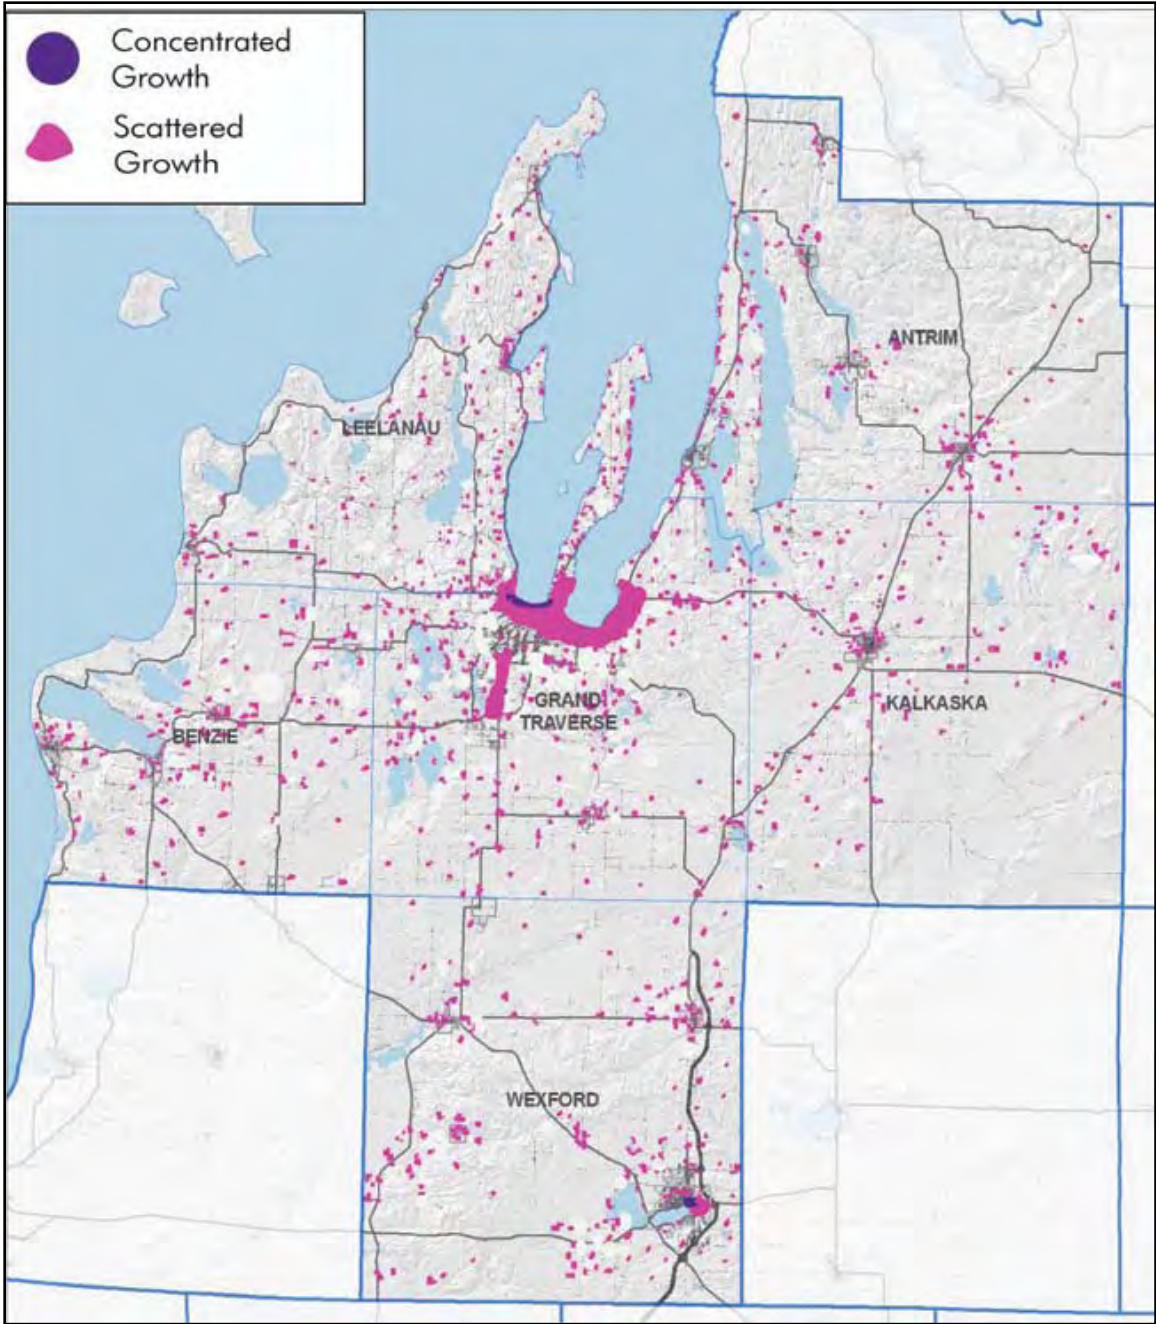 Concentrated
Growth
Scattered
Growth
ANTRIM
LEELANAU
GRAND
TRAVERSE
KALKASKA
BENZIE
WEXFORD